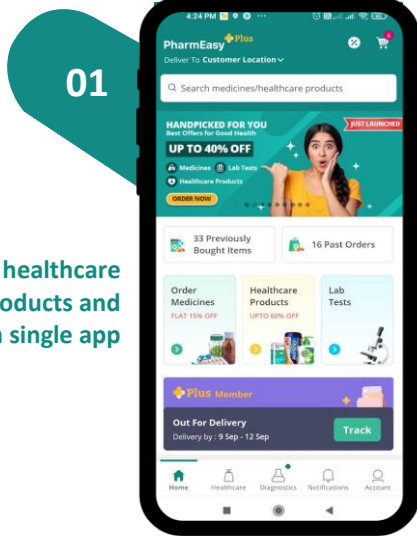 01
healthcare
products and
single app
4:24 PM
PharmEasy Plus
6
Deliver To Customer Location
Search medicines/healthcare products
HANDPICKED FOR YOU
Best Offers for Good Health
JUST LAUNCHED
UP TO 40% OFF
Medicines Lab Tests
Healthcare Products
ORDER NOW
33 Previously
Bought Items
16 Past Orders
Order
Medicines
FLAT 15% OFF
Healthcare
Products
UPTO 60% OFF
Lab
Tests
Plus Member
Out For Delivery
Delivery by : 9 Sep - 12 Sep
Track
Home Healthcare Diagnostics Notifications Account